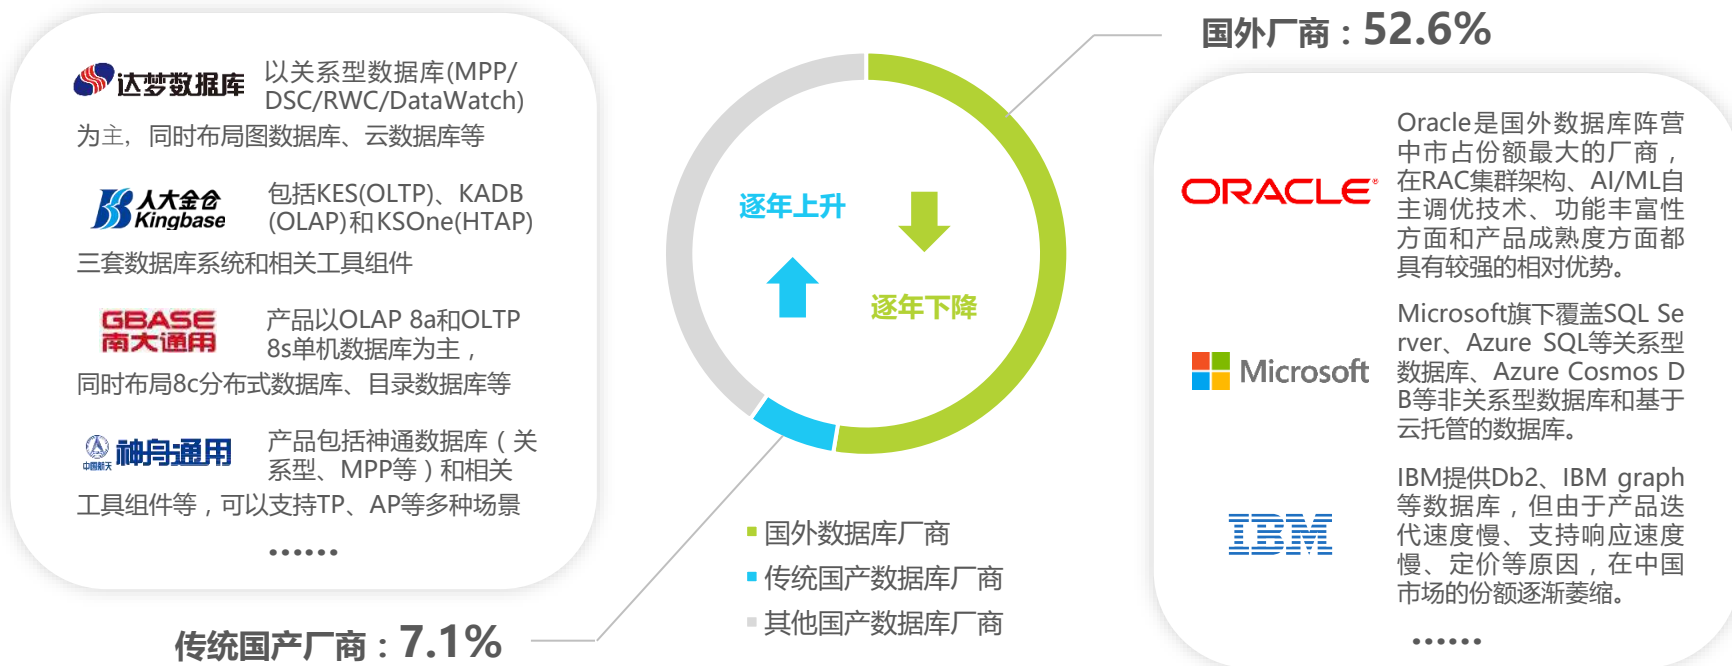 达梦数据库
以关系型数据库(MPP/
DSC/RWC/DataWatch)
为主，同时布局图数据库、云数据库等
人大金仓
Kingbase
包括KES(OLTP)、KADB
(OLAP)和KSOne(HTAP)
三套数据库系统和相关工具组件
GBASE
南大通用
产品以OLAP 8a和OLTP
8s单机数据库为主，
同时布局8c分布式数据库、目录数据库等
中国航天
神舟通用
产品包括神通数据库（关
系型、MPP等）和相关
工具组件等，可以支持TP、AP等多种场景
……
传统国产厂商：7.1%
逐年上升
逐年下降
国外数据库厂商
传统国产数据库厂商
其他国产数据库厂商
国外厂商：52.6%
ORACLE®
Oracle是国外数据库阵营
中市占份额最大的厂商，
在RAC集群架构、AI/ML自
主调优技术、功能丰富性
方面和产品成熟度方面都
具有较强的相对优势。
Microsoft
Microsoft旗下覆盖SQL Se
rver、Azure SQL等关系型
数据库、Azure Cosmos D
B等非关系型数据库和基于
云托管的数据库。
IBM
IBM提供Db2、IBM graph
等数据库，但由于产品迭
代速度慢、支持响应速度
慢、定价等原因，在中国
市场的份额逐渐萎缩。
……